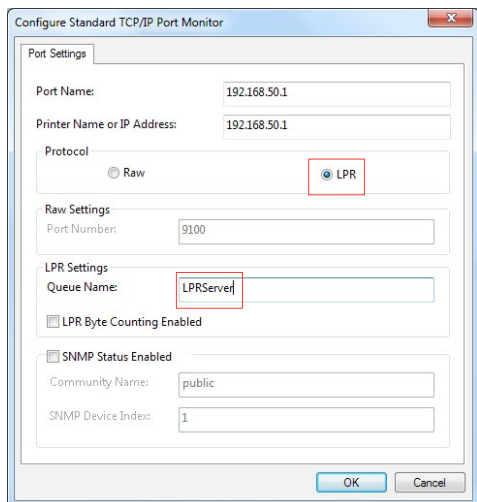 Configure Standard TCP/IP Port Monitor
Port Settings
Port Name: 192.168.50.1
Printer Name or IP Address: 192.168.50.1
Protocol
Raw LPR
Raw Settings
Port Number: 9100
LPR Settings
Queue Name: LPRServer
LPR Byte Counting Enabled
SNMP Status Enabled
Community Name: public
SNMP Device Index: 1
OK Cancel